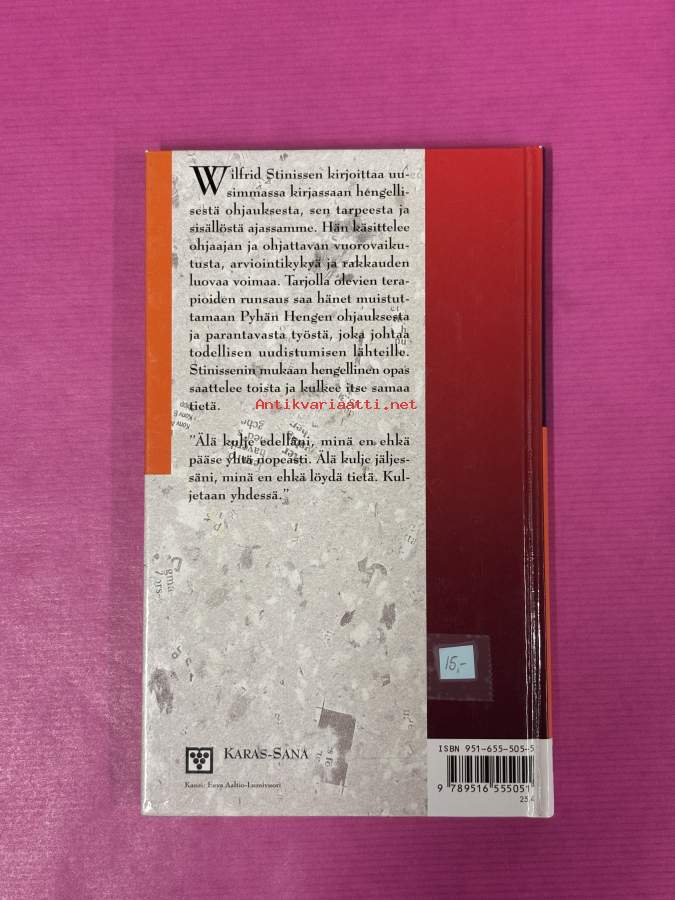 Wilfrid Stinissen kirjoittaa uu-
simmassa kirjassaan hengelli-
sestä ohjauksesta, sen tarpeesta ja
sisällöstä ajassamme. Hän käsittelee
ohjaajan ja ohjattavan vuorovaiku-
tusta, arviointikykyä ja rakkauden
luovaa voimaa. Tarjolla olevien tera-
pioiden runsaus saa hänet muistut-
tamaan Pyhän Hengen ohjauksesta
ja parantavasta työstä, joka johtaa
todellisen uudistumisen lähteille.
Stinissenin mukaan hengellinen opas
saattelee toista ja kulkee itse samaa
tietä.
Antikvariaatti.net
"Älä kulje edelläni, minä en ehkä
pääse yhtä nopeasti. Älä kulje jäljes-
säni, minä en ehkä löydä tietä. Kul-
jetaan yhdessä."
15,-
KARAS-SANA
Kansi: Eeva Aaltio-Lumivuori
ISBN 951-655-505-5
9 789516 555051
25.4